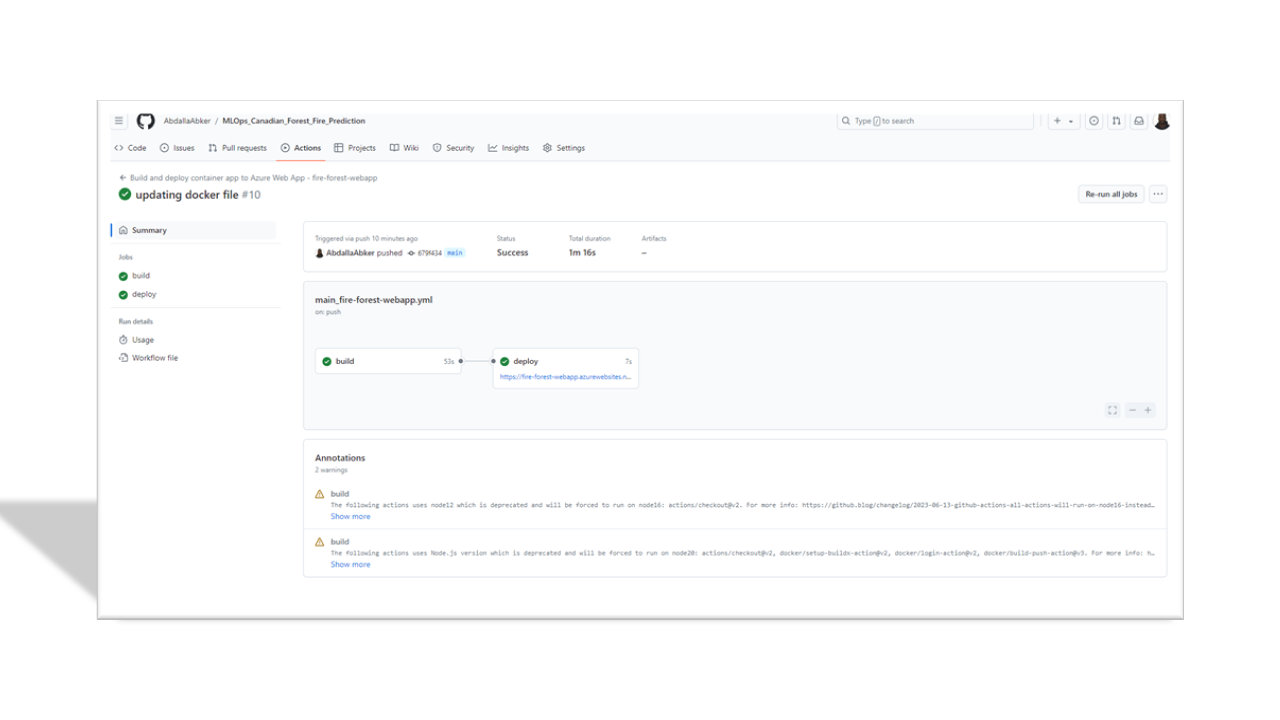 AbdallaAbker / MLOps_Canadian_Forest_Fire_Prediction
Type / to search
Code Issues Pull requests Actions Projects Wiki Security Insights Settings
← Build and deploy container app to Azure Web App - fire-forest-webapp
updating docker file #10
Re-run all jobs ...
Summary
Jobs
build
deploy
Run details
Usage
Workflow file
Triggered via push 10 minutes ago Status Total duration Artifacts
AbdallaAbker pushed 679f434 main Success 1m 16s –
main_fire-forest-webapp.yml
on: push
build 53s
deploy 7s
https://fire-forest-webapp.azurewebsites.n...
Annotations
2 warnings
build
The following actions uses node12 which is deprecated and will be forced to run on node16: actions/checkout@v2. For more info: https://github.blog/changelog/2023-06-13-github-actions-all-actions-will-run-on-node16-instead...
Show more
build
The following actions uses Node.js version which is deprecated and will be forced to run on node20: actions/checkout@v2, docker/setup-buildx-action@v2, docker/login-action@v2, docker/build-push-action@v3. For more info: h...
Show more